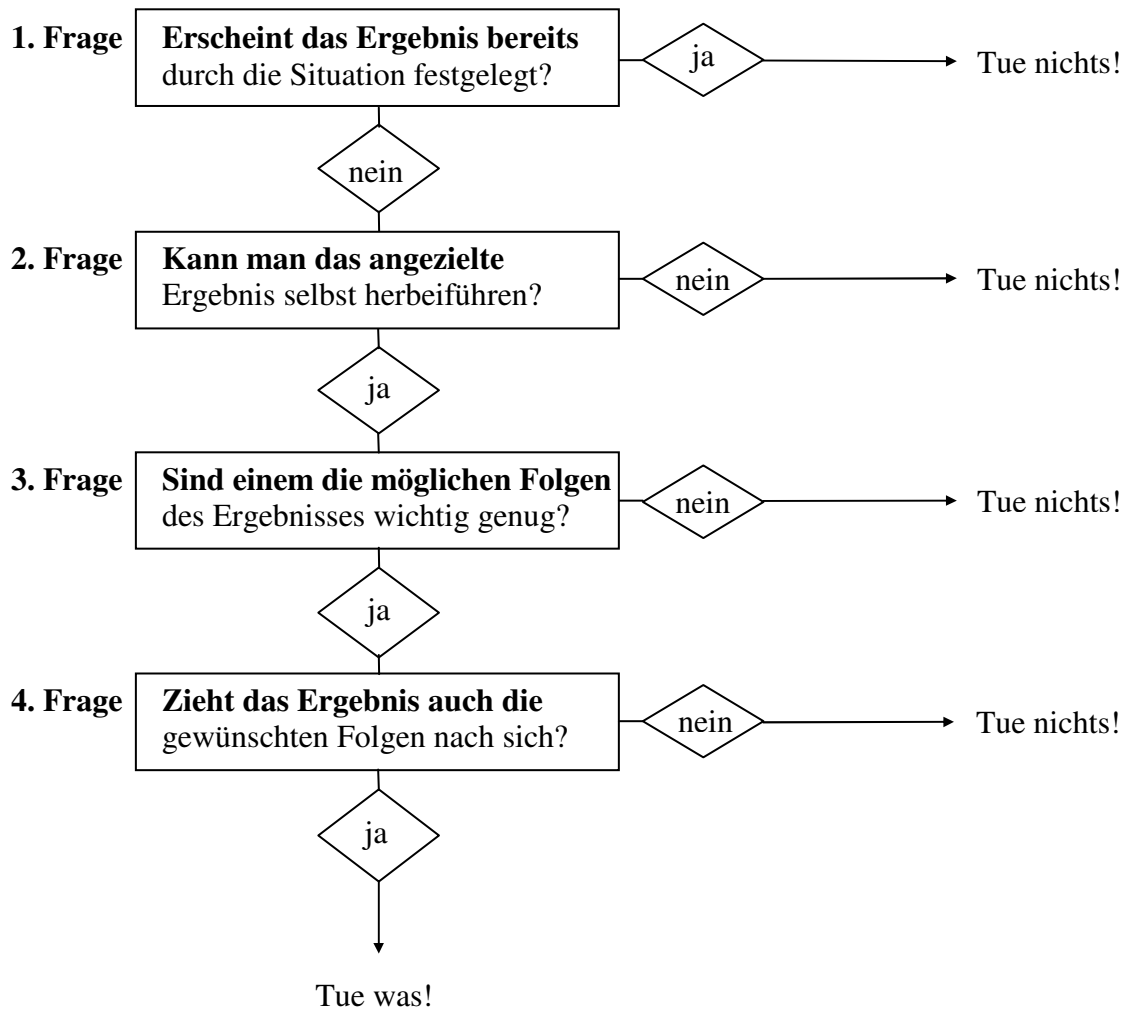 1. Frage
Erscheint das Ergebnis bereits
durch die Situation festgelegt?
ja
Tue nichts!
nein
2. Frage
Kann man das angezielte
Ergebnis selbst herbeiführen?
nein
Tue nichts!
ja
3. Frage
Sind einem die möglichen Folgen
des Ergebnisses wichtig genug?
nein
Tue nichts!
ja
4. Frage
Zieht das Ergebnis auch die
gewünschten Folgen nach sich?
nein
Tue nichts!
ja
Tue was!